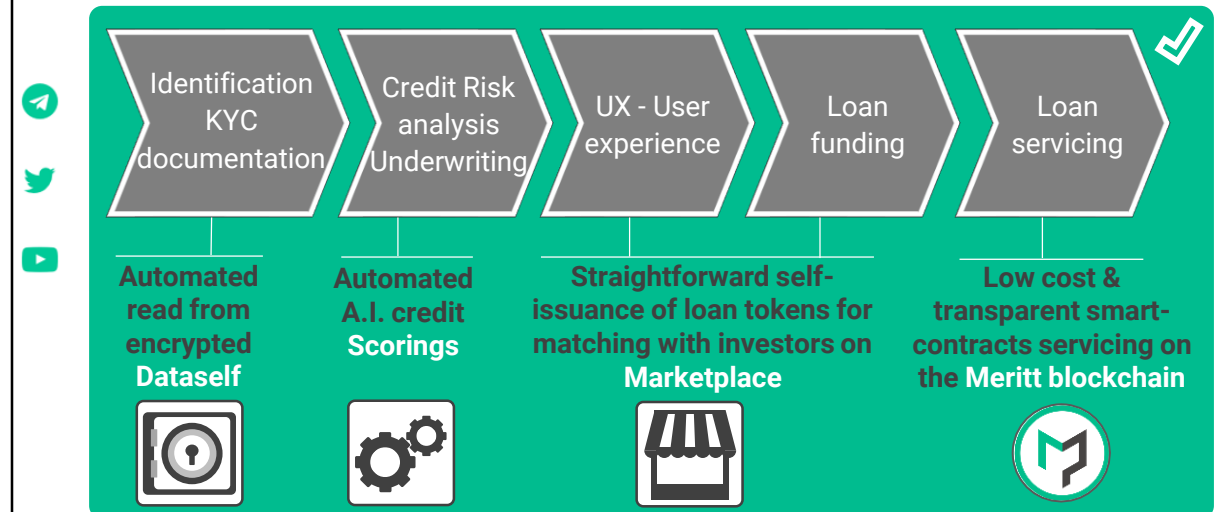 Identification
KYC
documentation
Credit Risk
analysis
Underwriting
UX - User
experience
Loan
funding
Loan
servicing
Automated
read from
encrypted
Dataself
Automated
A.I. credit
Scorings
Straightforward self-
issuance of loan tokens for
matching with investors on
Marketplace
Low cost &
transparent smart-
contracts servicing on
the Meritt blockchain